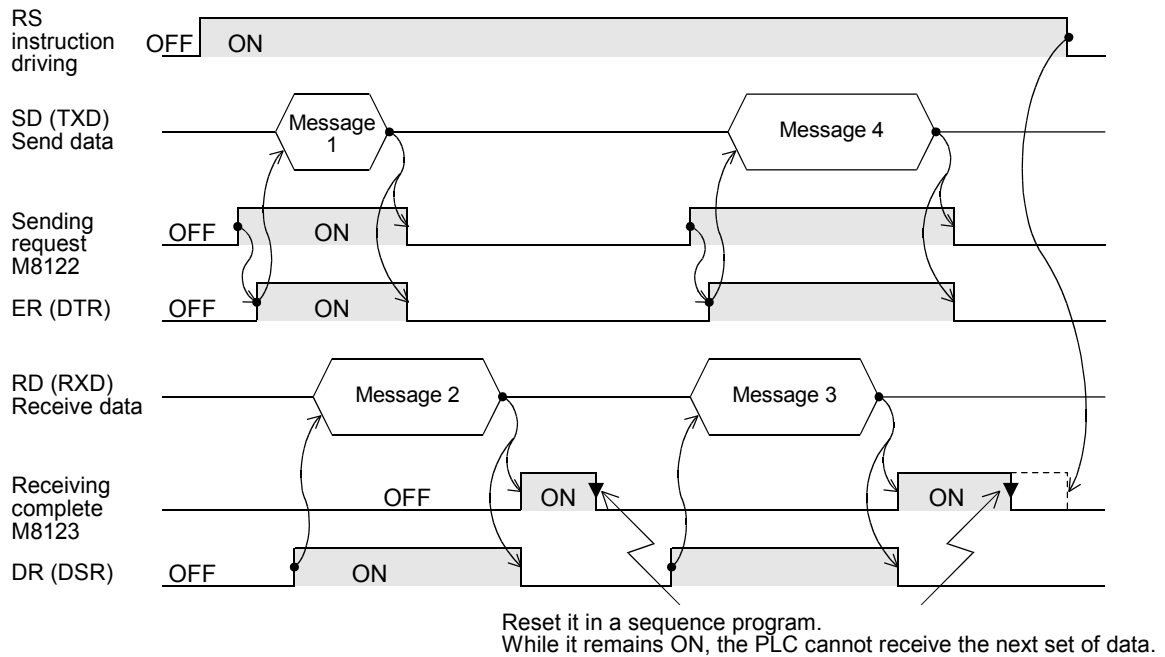 RS
instruction
driving
OFF
ON
SD (TXD)
Send data
Message
1
Message 4
Sending
request
M8122
OFF
ON
ER (DTR)
OFF
ON
RD (RXD)
Receive data
Message 2
Message 3
Receiving
complete
M8123
OFF
ON
ON
DR (DSR)
OFF
ON
Reset it in a sequence program.
While it remains ON, the PLC cannot receive the next set of data.